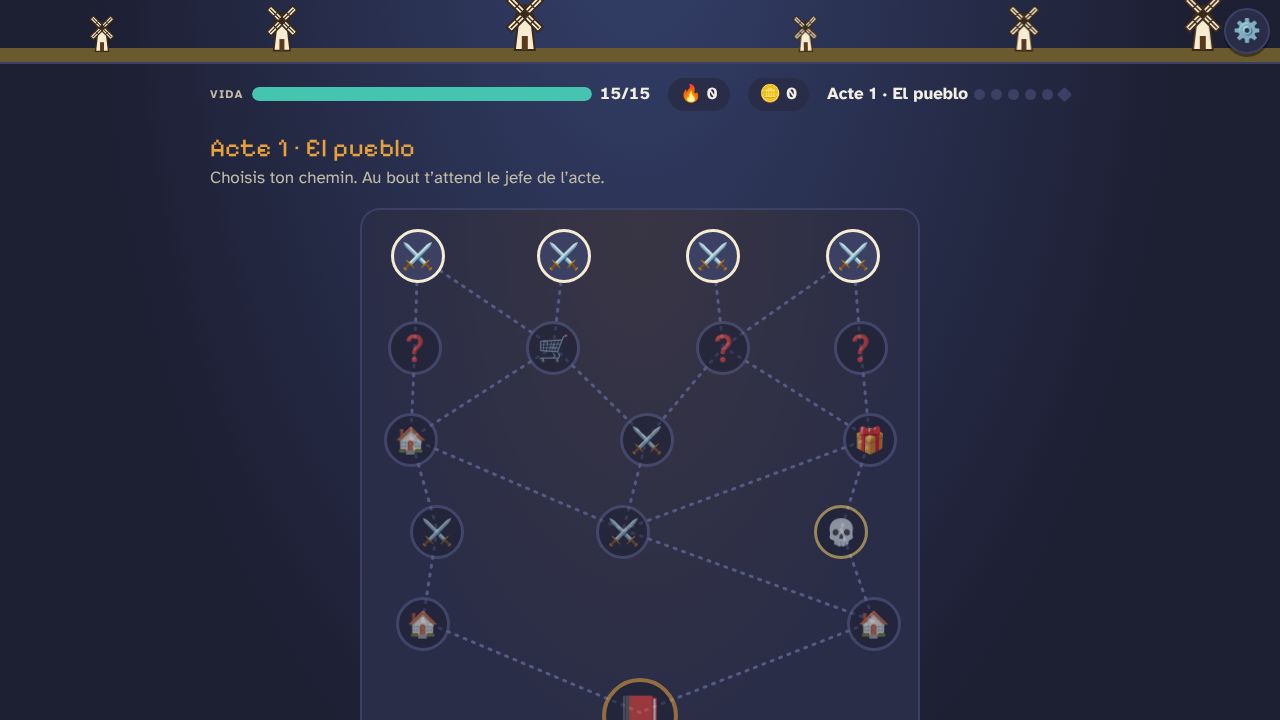 VIDA 15/15 0 0 Acte 1 · El pueblo
Acte 1 · El pueblo
Choisis ton chemin. Au bout t’attend le jefe de l’acte.